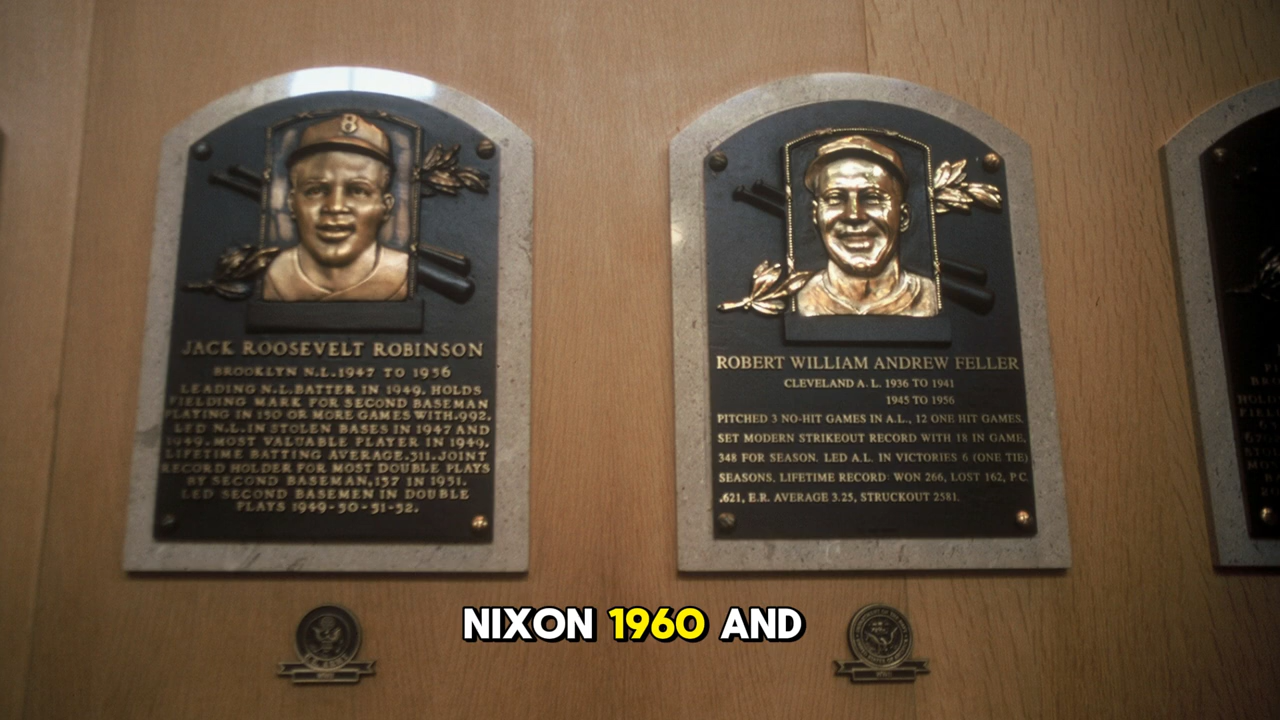 B
JACK ROOSEVELT ROBINSON
BROOKLYN N.L. 1947 TO 1956
LEADING N.L. BATTER IN 1949. HOLDS
FIELDING MARK FOR SECOND BASEMAN
PLAYING IN 150 OR MORE GAMES WITH .992.
LED N.L. IN STOLEN BASES IN 1947 AND
1949. MOST VALUABLE PLAYER IN 1949.
LIFETIME BATTING AVERAGE .311. JOINT
RECORD HOLDER FOR MOST DOUBLE PLAYS
BY SECOND BASEMAN, 137 IN 1951.
LED SECOND BASEMEN IN DOUBLE
PLAYS 1949-50-51-52.
ROBERT WILLIAM ANDREW FELLER
CLEVELAND A. L. 1936 TO 1941
1945 TO 1956
PITCHED 3 NO-HIT GAMES IN A.L., 12 ONE HIT GAMES.
SET MODERN STRIKEOUT RECORD WITH 18 IN GAME,
348 FOR SEASON. LED A.L. IN VICTORIES 6 (ONE TIE)
SEASONS. LIFETIME RECORD: WON 266, LOST 162, P.C.
.621, E.R. AVERAGE 3.25, STRUCKOUT 2581.
U.S. ARMY
NIXON 1960 AND